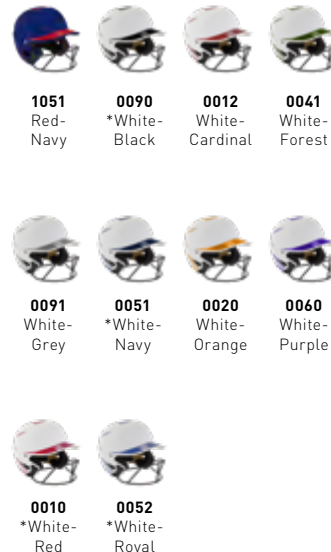 1051 0090 0012 0041
Red- *White- White- White-
Navy Black Cardinal Forest
0091 0051 0020 0060
White- *White- White- White-
Grey Navy Orange Purple
0010 0052
*White- *White-
Red Royal